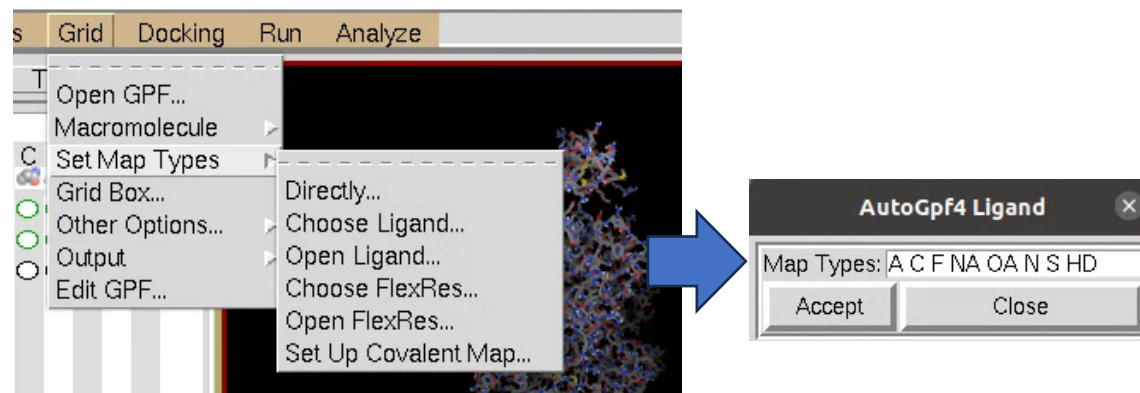 s Grid Docking Run Analyze
T
Open GPF...
Macromolecule
C Set Map Types
Grid Box...
Other Options...
Output
Edit GPF...
Directly...
Choose Ligand...
Open Ligand...
Choose FlexRes...
Open FlexRes...
Set Up Covalent Map...
AutoGpf4 Ligand
Map Types: A C F NA OA N S HD
Accept Close